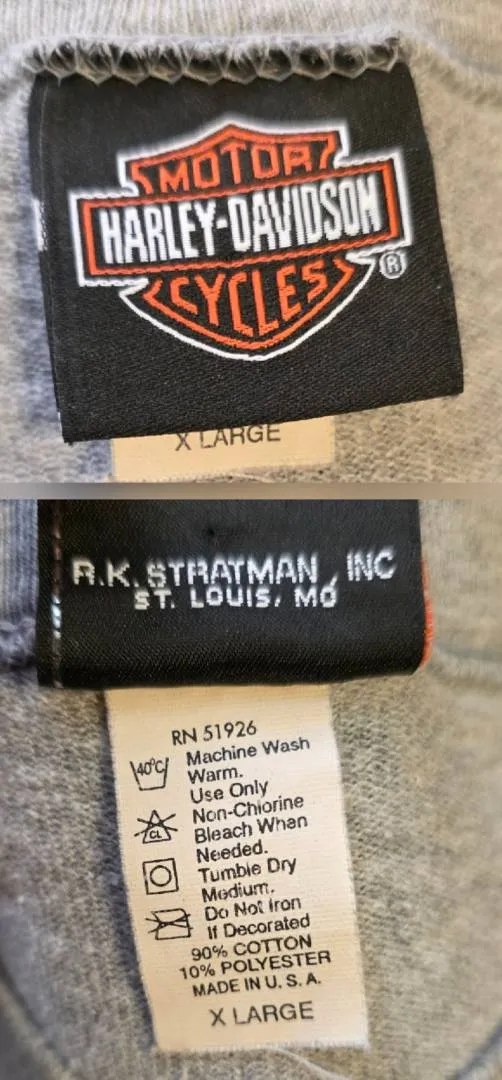 MOTOR
HARLEY-DAVIDSON
CYCLES
®
X LARGE
R.K. STRATMAN, INC
ST. LOUIS, MO
RN 51926
40°C
Machine Wash
Warm.
Use Only
CL
Non-Chlorine
Bleach When
Needed.
Tumble Dry
Medium.
Do Not Iron
If Decorated
90% COTTON
10% POLYESTER
MADE IN U. S. A.
X LARGE